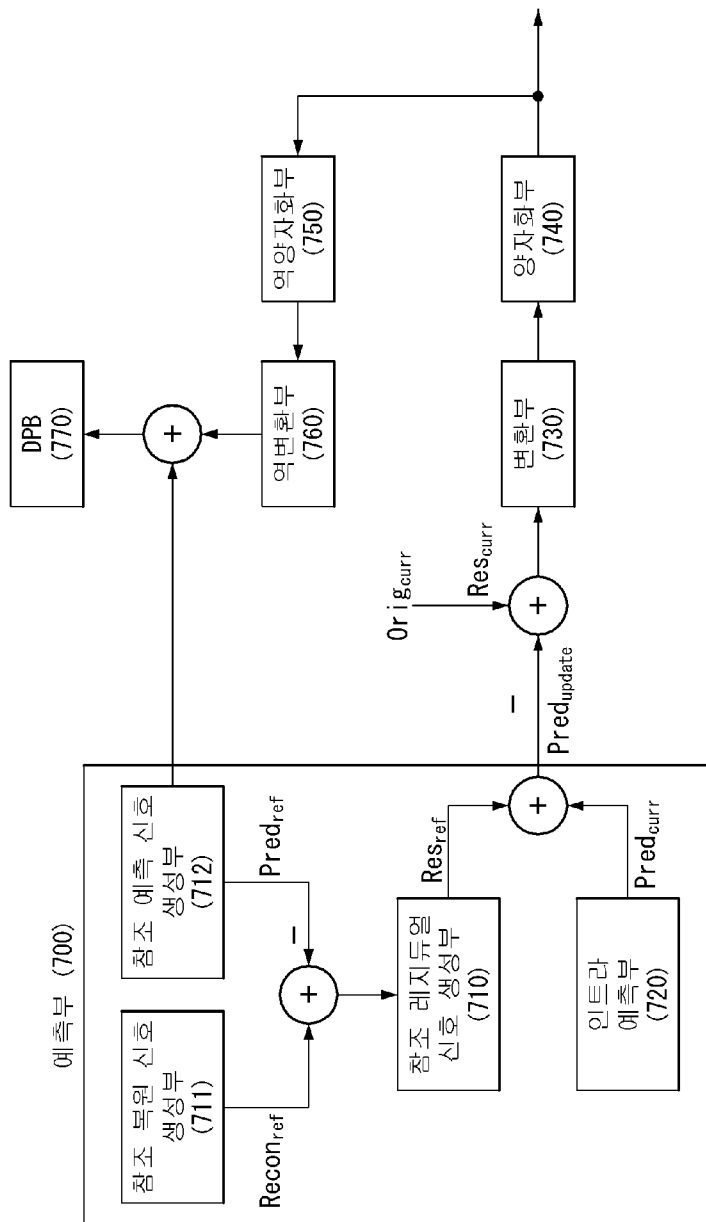 예측부 (700)
참조 복원 신호
생성부
(711)
참조 예측 신호
생성부
(712)
Recon_ref
Pred_ref
−
+
참조 레지듀얼
신호 생성부
(710)
인트라
예측부
(720)
Res_ref
Pred_curr
+
−
Pred_update
Orig_curr
+
Res_curr
변환부
(730)
양자화부
(740)
역양자화부
(750)
역변환부
(760)
+
DPB
(770)